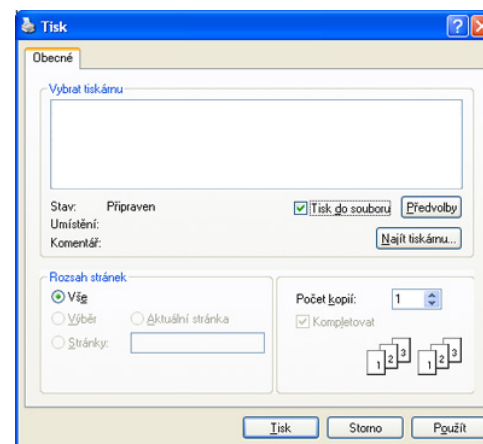 Tisk
Obecné
Vybrat tiskárnu
Stav: Připraven
Tisk do souboru Předvolby
Umístění:
Komentář:
Najít tiskárnu...
Rozsah stránek
Vše
Výběr Aktuální stránka
Stránky:
Počet kopií: 1
Kompletovat
1 2 3 1 2 3
Tisk Storno Použít